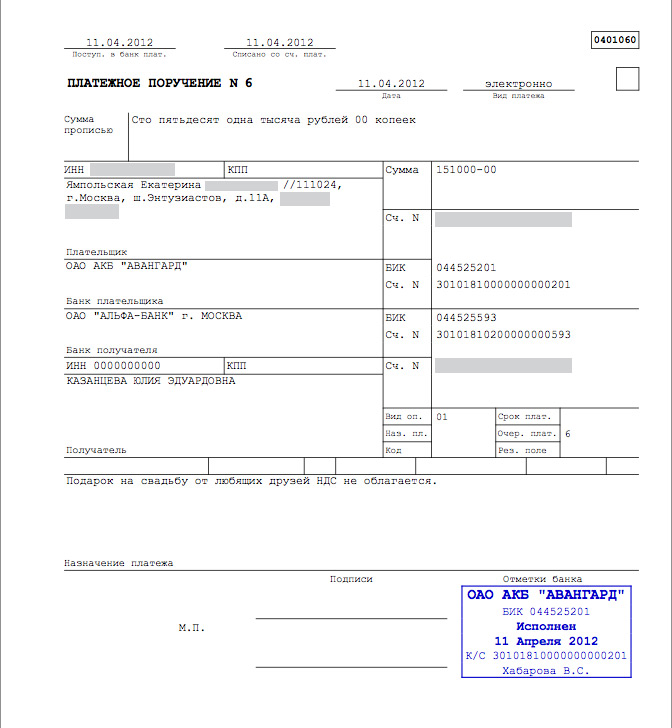 11.04.2012 11.04.2012 0401060
Поступ. в банк плат. Списано со сч. плат.
ПЛАТЕЖНОЕ ПОРУЧЕНИЕ N 6 11.04.2012 электронно
Дата Вид платежа
Сумма прописью Сто пятьдесят одна тысяча рублей 00 копеек
ИНН КПП Сумма 151000-00
Ямпольская Екатерина //111024,
г.Москва, ш.Энтузиастов, д.11А,
Сч. N
Плательщик
ОАО АКБ "АВАНГАРД" БИК 044525201
Сч. N 30101810000000000201
Банк плательщика
ОАО "АЛЬФА-БАНК" г. МОСКВА БИК 044525593
Сч. N 30101810200000000593
Банк получателя
ИНН 0000000000 КПП Сч. N
КАЗАНЦЕВА ЮЛИЯ ЭДУАРДОВНА
Вид оп. 01 Срок плат.
Наз. пл. Очер. плат. 6
Получатель Код Рез. поле
Подарок на свадьбу от любящих друзей НДС не облагается.
Назначение платежа
Подписи Отметки банка
ОАО АКБ "АВАНГАРД"
БИК 044525201
М.П. Исполнен
11 Апреля 2012
К/С 30101810000000000201
Хабарова В.С.